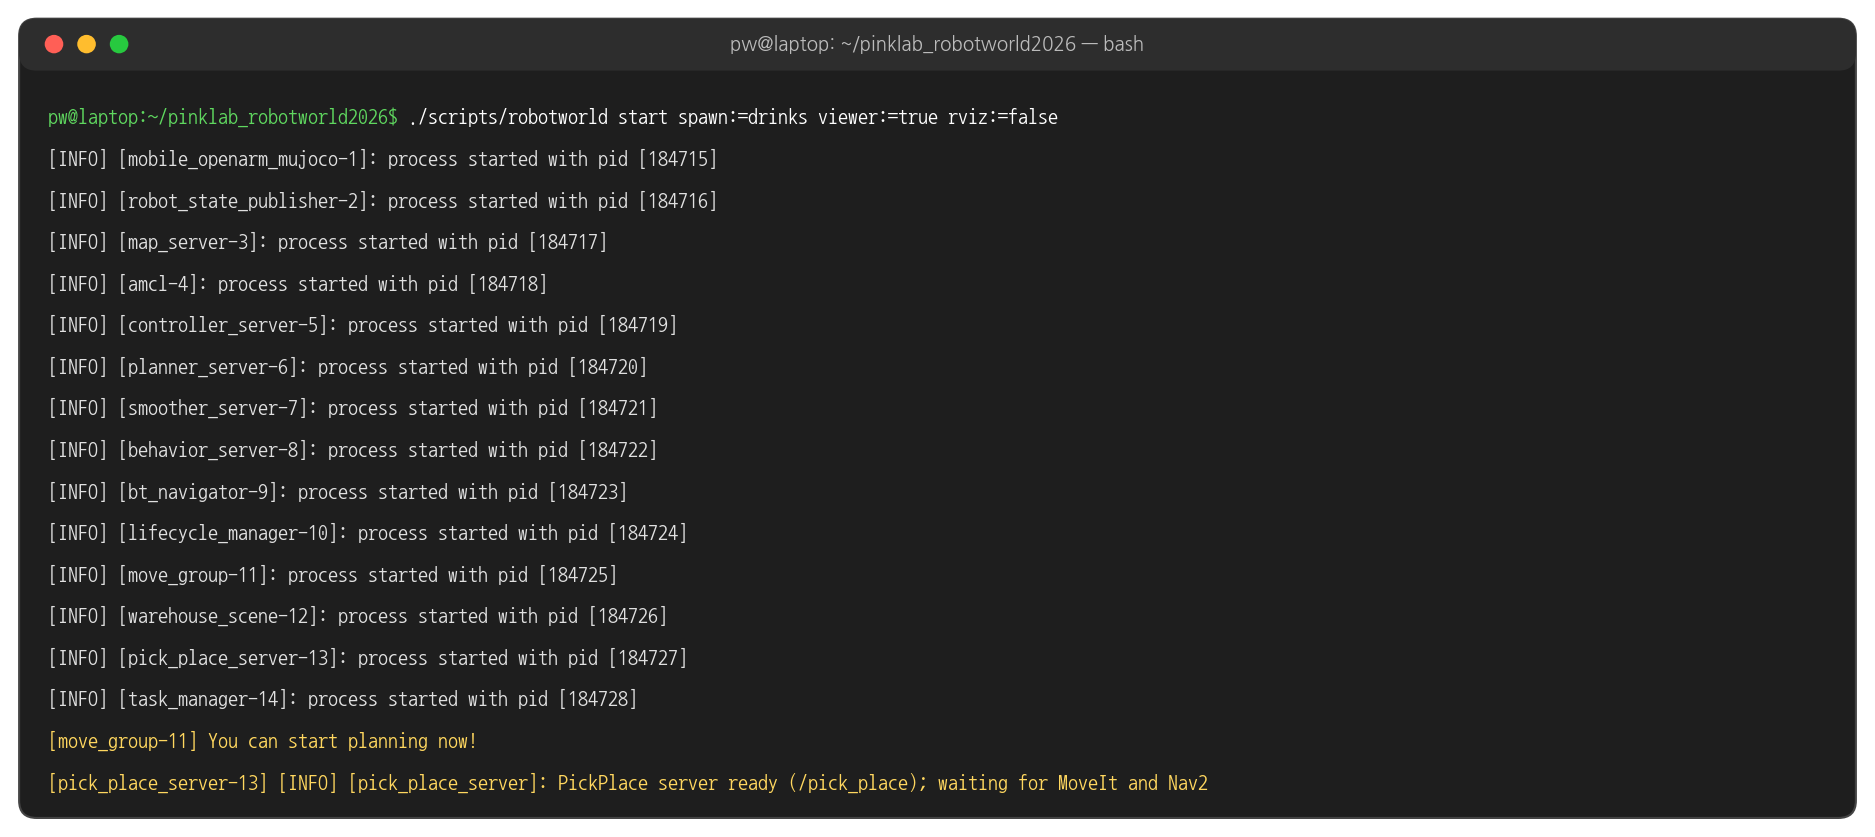 pw@laptop: ~/pinklab_robotworld2026 — bash
pw@laptop:~/pinklab_robotworld2026$ ./scripts/robotworld start spawn:=drinks viewer:=true rviz:=false
[INFO] [mobile_openarm_mujoco-1]: process started with pid [184715]
[INFO] [robot_state_publisher-2]: process started with pid [184716]
[INFO] [map_server-3]: process started with pid [184717]
[INFO] [amcl-4]: process started with pid [184718]
[INFO] [controller_server-5]: process started with pid [184719]
[INFO] [planner_server-6]: process started with pid [184720]
[INFO] [smoother_server-7]: process started with pid [184721]
[INFO] [behavior_server-8]: process started with pid [184722]
[INFO] [bt_navigator-9]: process started with pid [184723]
[INFO] [lifecycle_manager-10]: process started with pid [184724]
[INFO] [move_group-11]: process started with pid [184725]
[INFO] [warehouse_scene-12]: process started with pid [184726]
[INFO] [pick_place_server-13]: process started with pid [184727]
[INFO] [task_manager-14]: process started with pid [184728]
[move_group-11] You can start planning now!
[pick_place_server-13] [INFO] [pick_place_server]: PickPlace server ready (/pick_place); waiting for MoveIt and Nav2